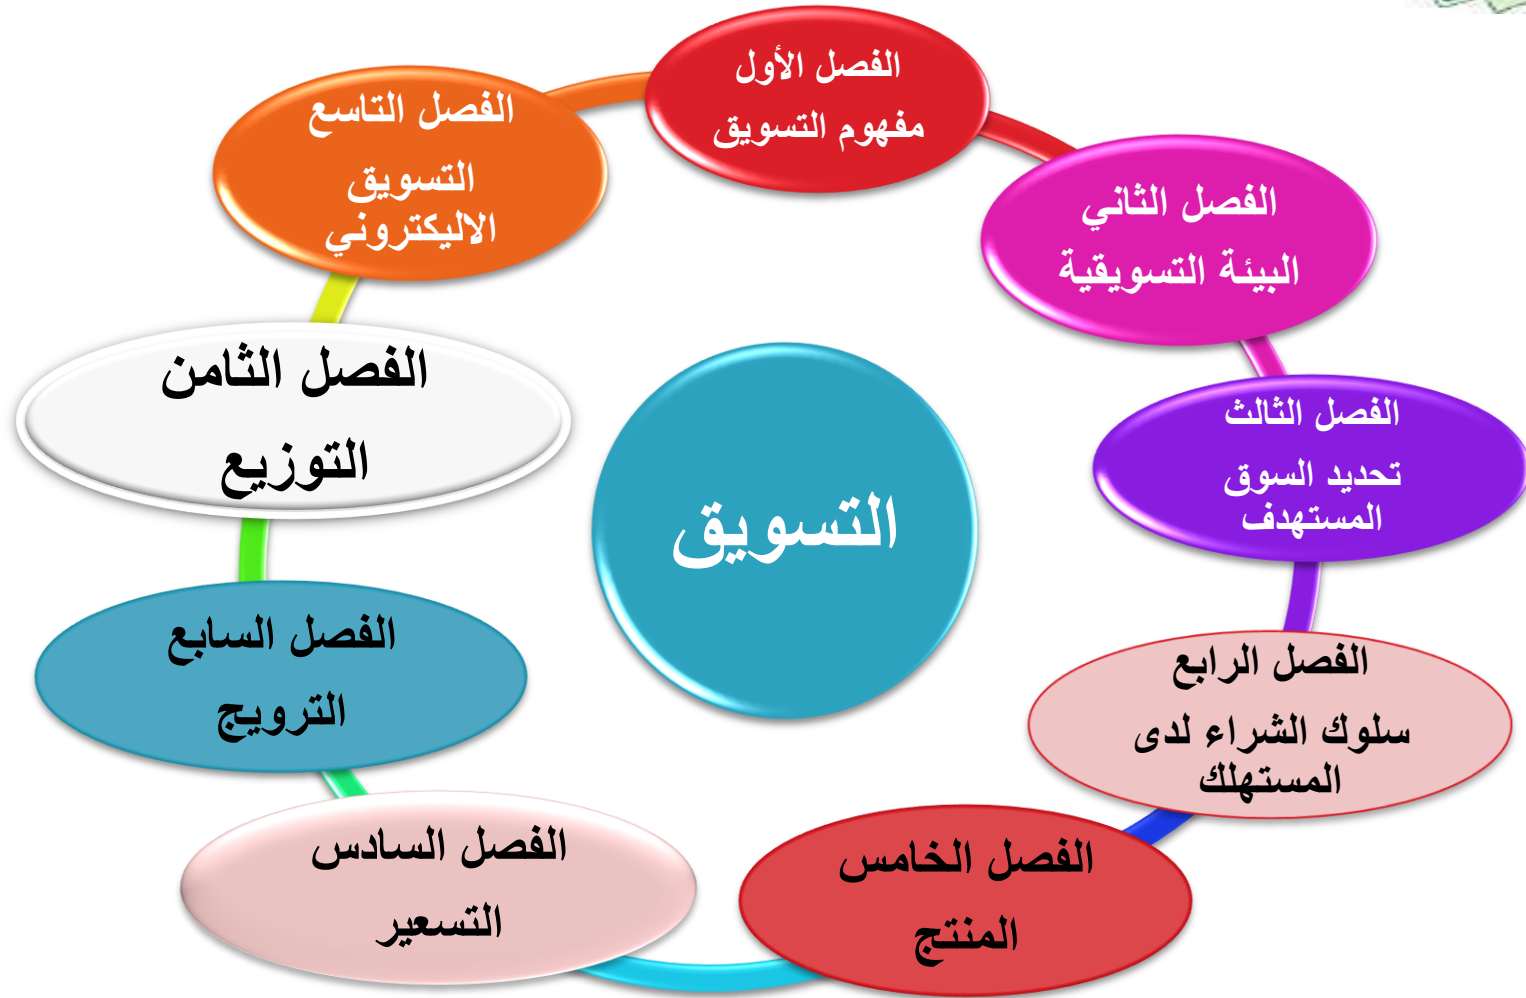 الفصل الأول
مفهوم التسويق
الفصل الثاني
البيئة التسويقية
الفصل الثالث
تحديد السوق
المستهدف
الفصل الرابع
سلوك الشراء لدى
المستهلك
الفصل الخامس
المنتج
الفصل السادس
التسعير
الفصل السابع
الترويج
الفصل الثامن
التوزيع
الفصل التاسع
التسويق
الاليكتروني
التسويق